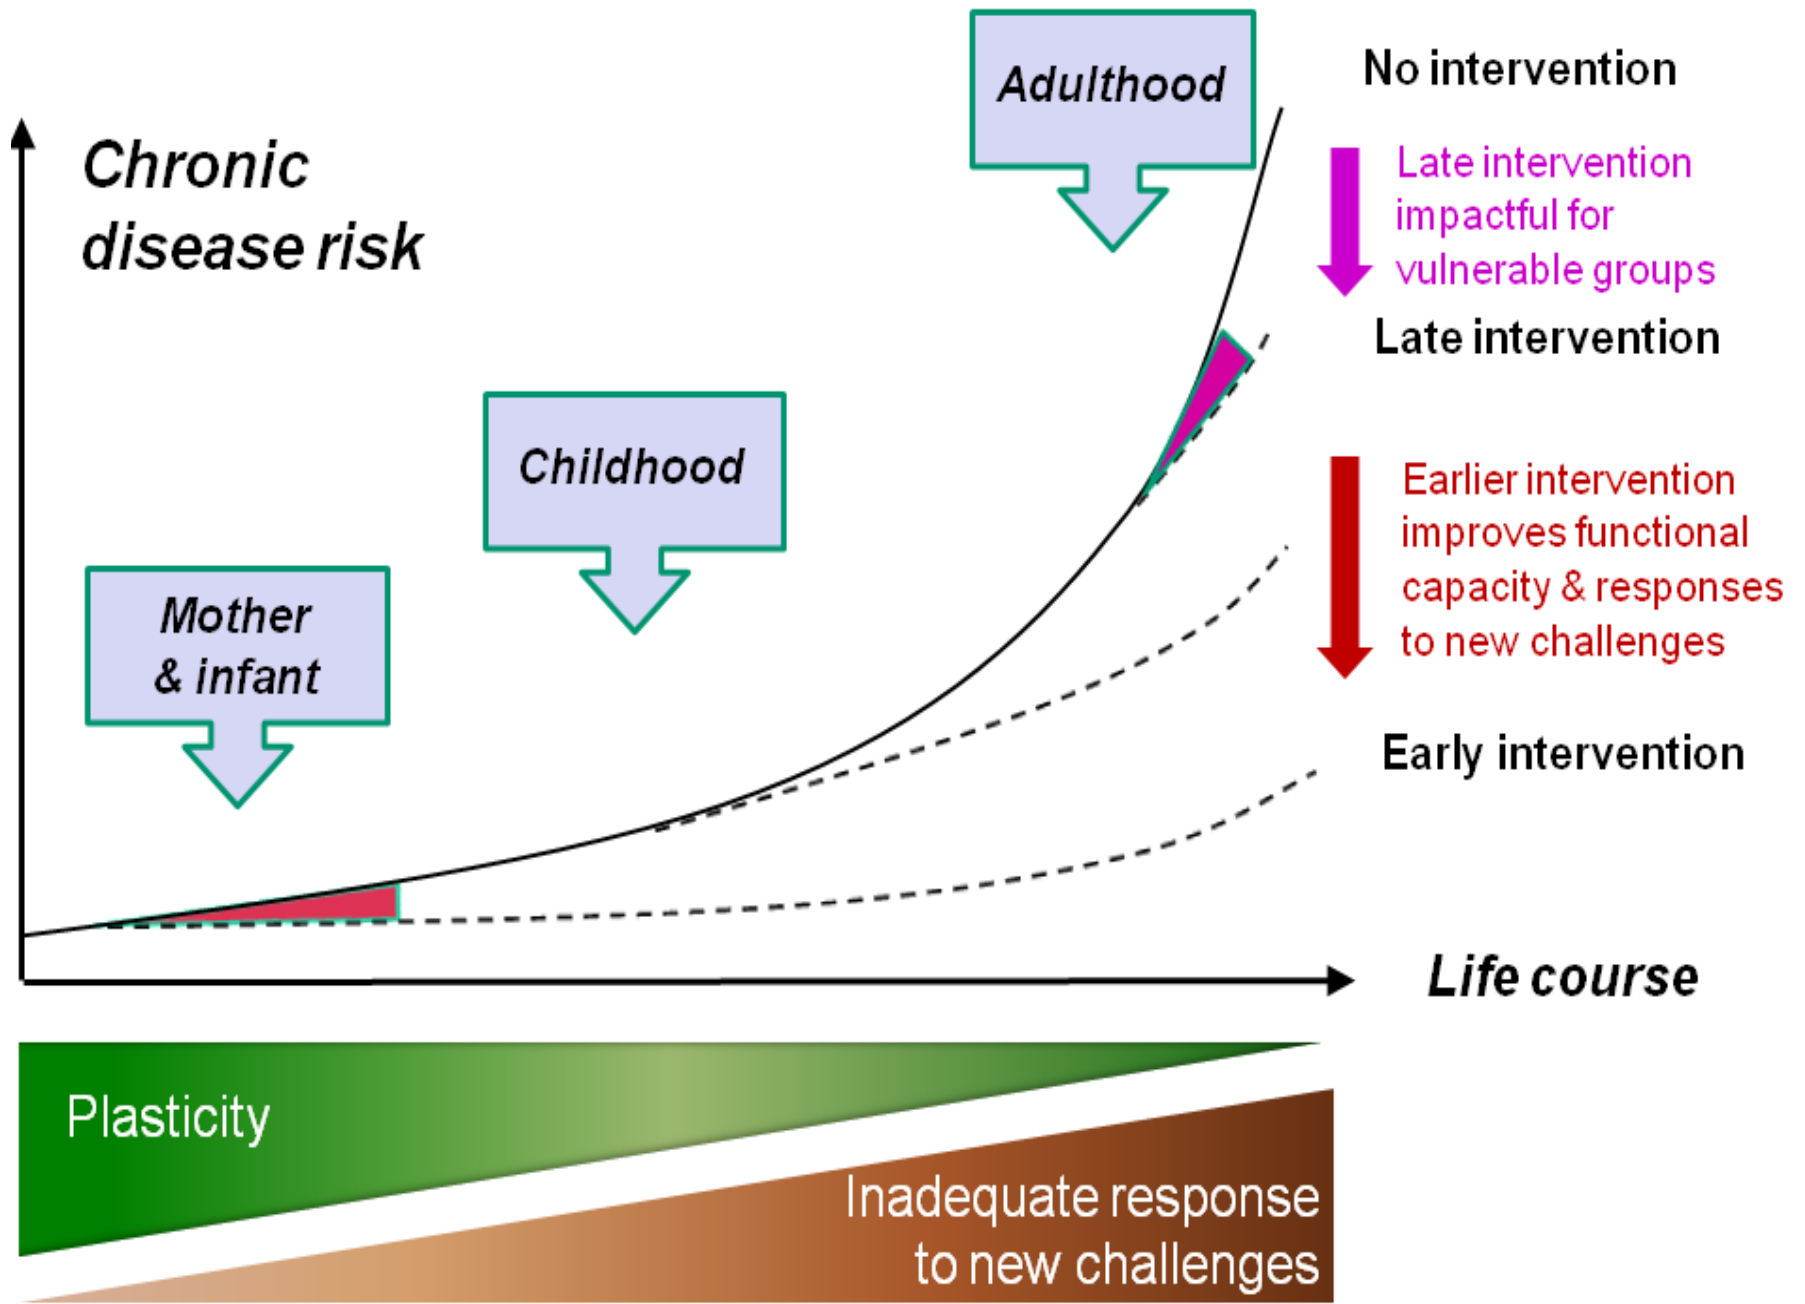 Adulthood
No intervention
Chronic
disease risk
Late intervention
impactful for
vulnerable groups
Late intervention
Childhood
Earlier intervention
improves functional
capacity & responses
to new challenges
Mother
& infant
Early intervention
Life course
Plasticity
Inadequate response
to new challenges